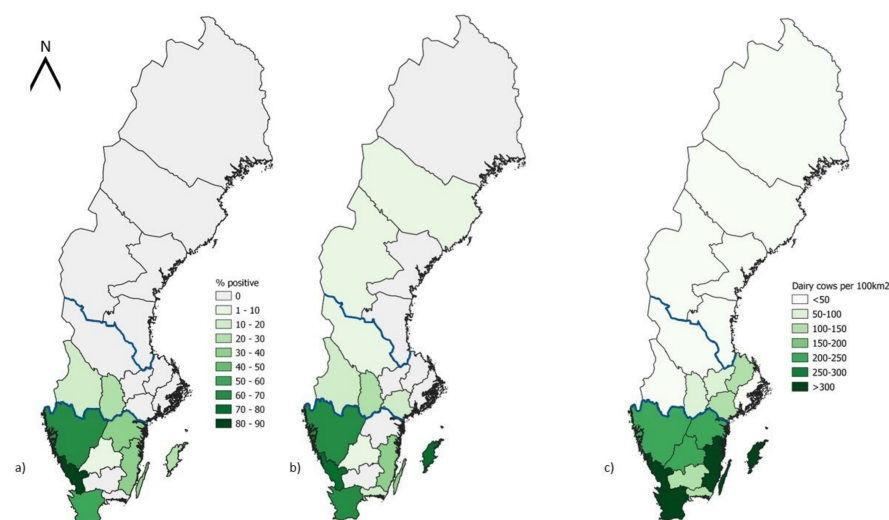 N
% positive
0
1 - 10
10 - 20
20 - 30
30 - 40
40 - 50
50 - 60
60 - 70
70 - 80
80 - 90
Dairy cows per 100km2
<50
50-100
100-150
150-200
200-250
250-300
>300
a)
b)
c)